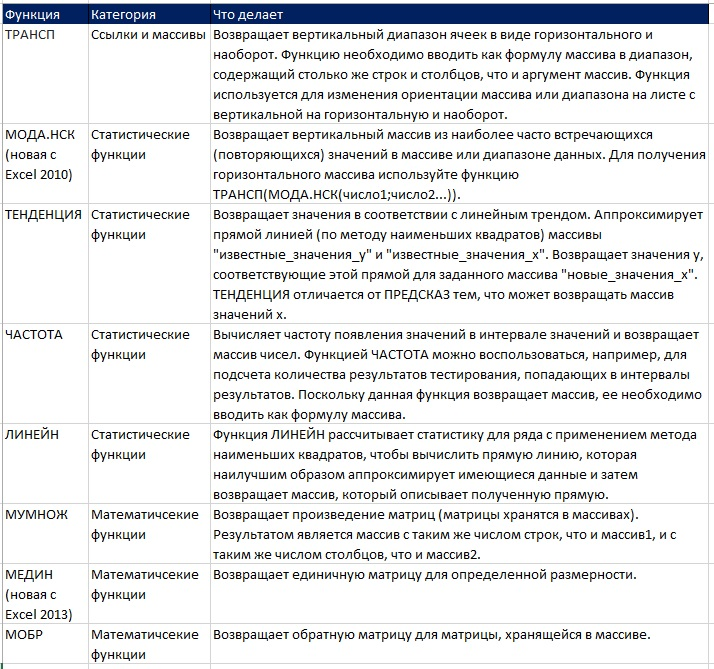 Функция Категория Что делает
ТРАНСП Ссылки и массивы Возвращает вертикальный диапазон ячеек в виде горизонтального и
наоборот. Функцию необходимо вводить как формулу массива в диапазон,
содержащий столько же строк и столбцов, что и аргумент массив. Функция
используется для изменения ориентации массива или диапазона на листе с
вертикальной на горизонтальную и наоборот.
МОДА.НСК Статистические Возвращает вертикальный массив из наиболее часто встречающихся
(новая с функции (повторяющихся) значений в массиве или диапазоне данных. Для получения
Excel 2010) горизонтального массива используйте функцию
ТРАНСП(МОДА.НСК(число1;число2...)).
ТЕНДЕНЦИЯ Статистические Возвращает значения в соответствии с линейным трендом. Аппроксимирует
функции прямой линией (по методу наименьших квадратов) массивы
"известные_значения_y" и "известные_значения_x". Возвращает значения y,
соответствующие этой прямой для заданного массива "новые_значения_x".
ТЕНДЕНЦИЯ отличается от ПРЕДСКАЗ тем, что может возвращать массив
значений x.
ЧАСТОТА Статистические Вычисляет частоту появления значений в интервале значений и возвращает
функции массив чисел. Функцией ЧАСТОТА можно воспользоваться, например, для
подсчета количества результатов тестирования, попадающих в интервалы
результатов. Поскольку данная функция возвращает массив, ее необходимо
вводить как формулу массива.
ЛИНЕЙН Статистические Функция ЛИНЕЙН рассчитывает статистику для ряда с применением метода
функции наименьших квадратов, чтобы вычислить прямую линию, которая
наилучшим образом аппроксимирует имеющиеся данные и затем
возвращает массив, который описывает полученную прямую.
МУМНОЖ Математичсекие Возвращает произведение матриц (матрицы хранятся в массивах).
функции Результатом является массив с таким же числом строк, что и массив1, и с
таким же числом столбцов, что и массив2.
МЕДИН Математичсекие Возвращает единичную матрицу для определенной размерности.
(новая с функции
Excel 2013)
МОБР Математичсекие Возвращает обратную матрицу для матрицы, хранящейся в массиве.
функции